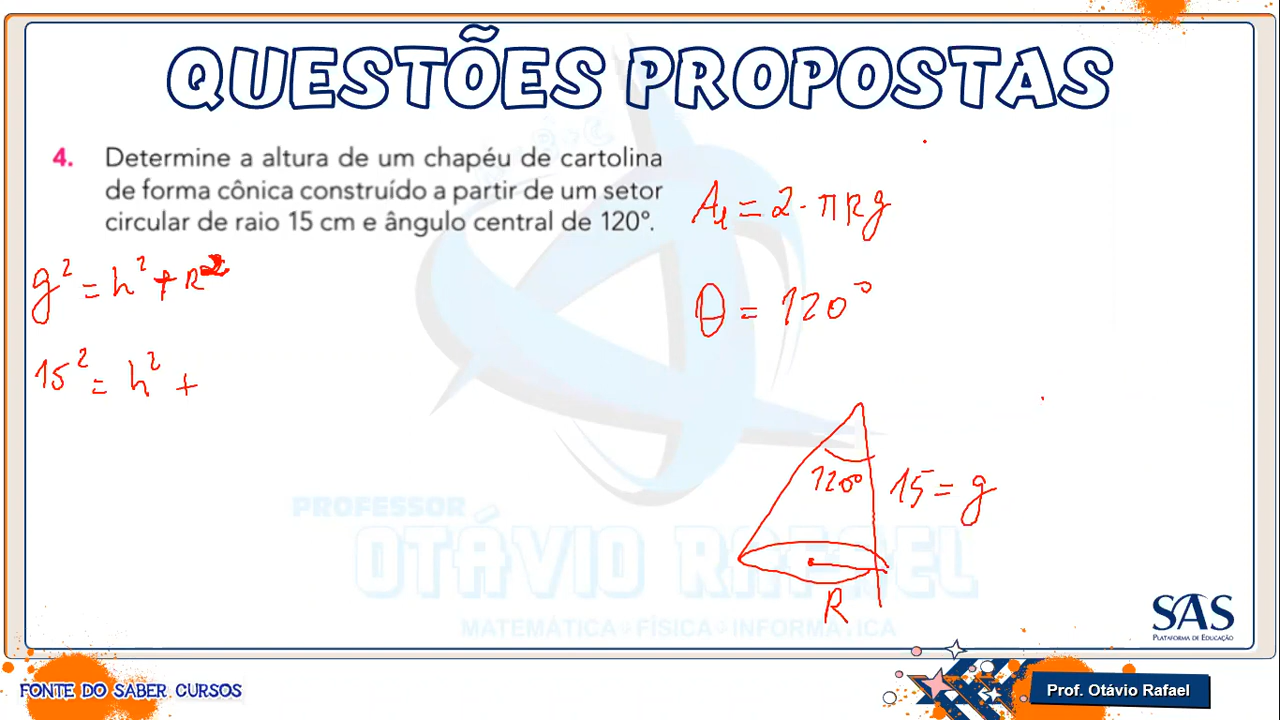 QUESTÕES PROPOSTAS
4. Determine a altura de um chapéu de cartolina
de forma cônica construído a partir de um setor
circular de raio 15 cm e ângulo central de 120°.
g² = h² + R²
15² = h² +
Aₗ = 2 · π R g
θ = 120°
120°
15 = g
R
PROFESSOR
OTÁVIO RAFAEL
MATEMÁTICA FÍSICA INFORMÁTICA
SAS
PLATAFORMA DE EDUCAÇÃO
FONTE DO SABER CURSOS
Prof. Otávio Rafael